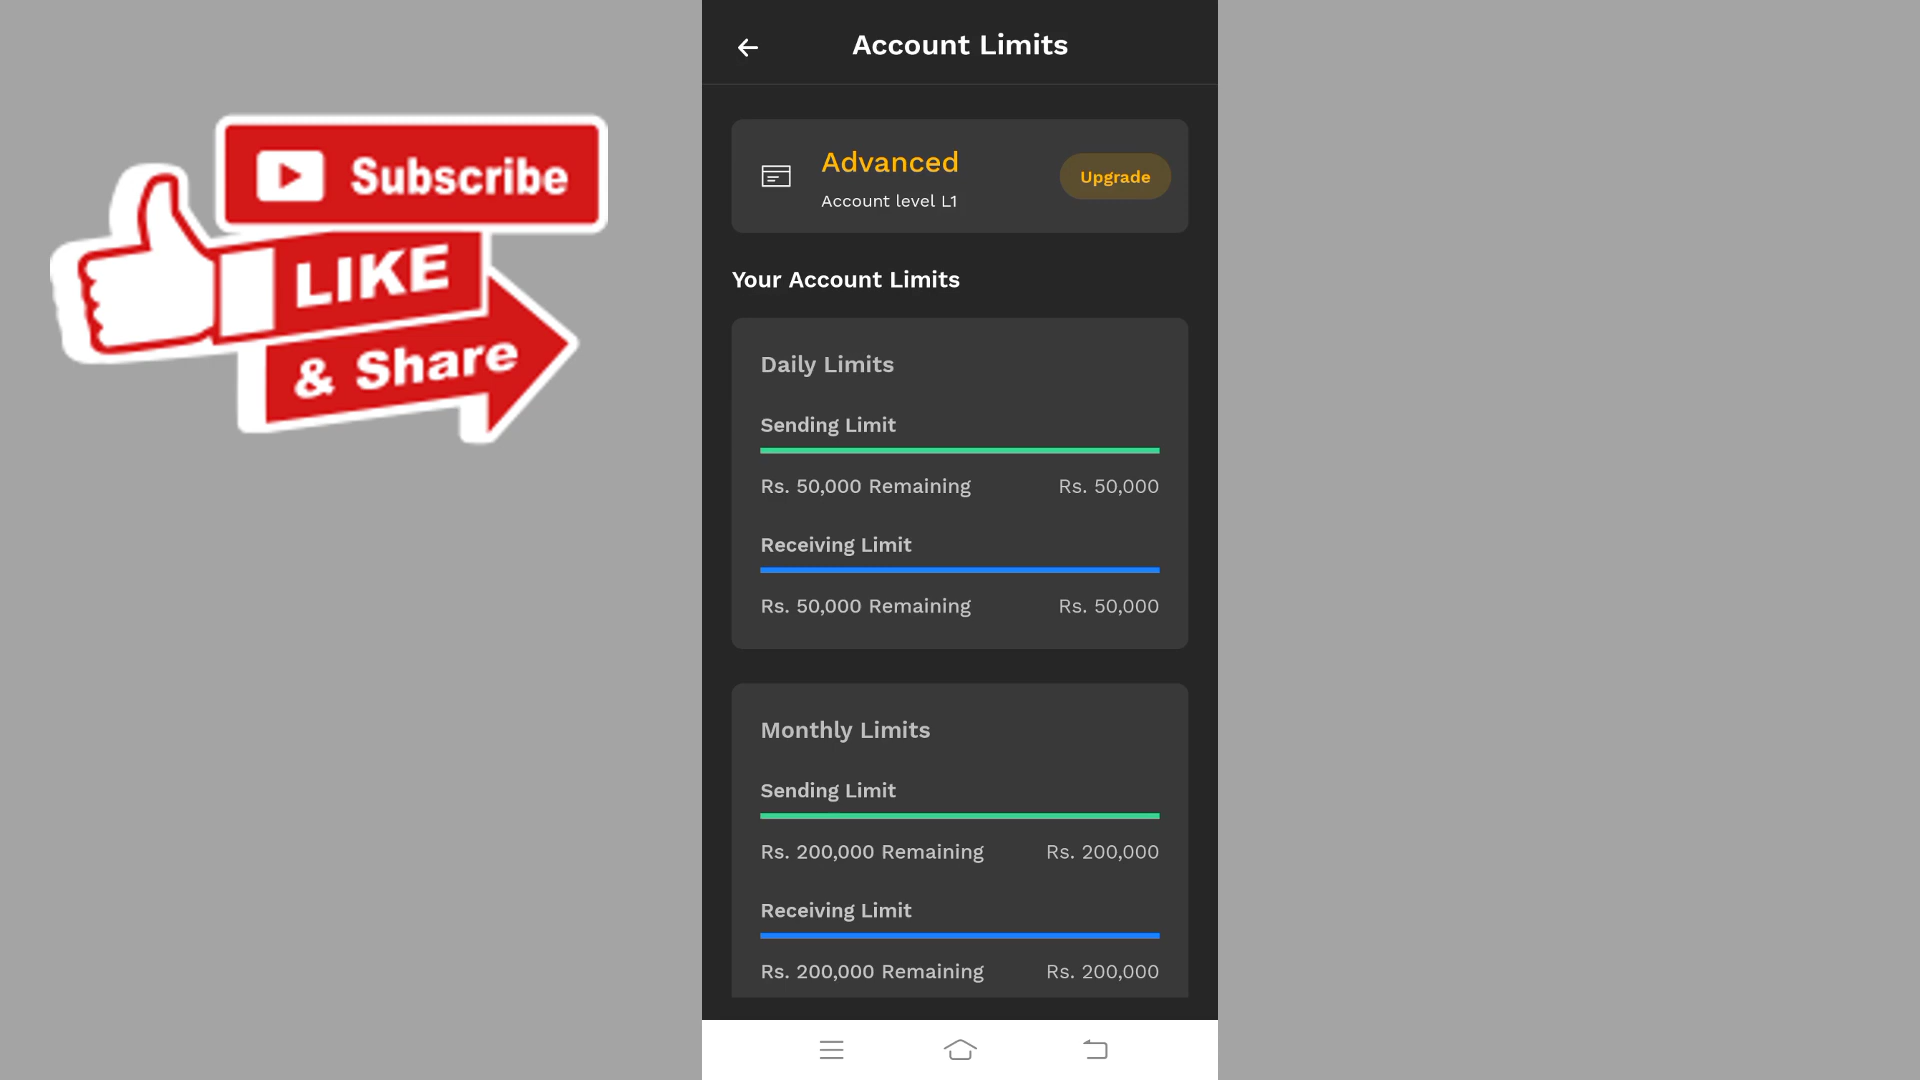 Subscribe
LIKE
& Share
Account Limits
Advanced
Account level L1
Upgrade
Your Account Limits
Daily Limits
Sending Limit
Rs. 50,000 Remaining Rs. 50,000
Receiving Limit
Rs. 50,000 Remaining Rs. 50,000
Monthly Limits
Sending Limit
Rs. 200,000 Remaining Rs. 200,000
Receiving Limit
Rs. 200,000 Remaining Rs. 200,000